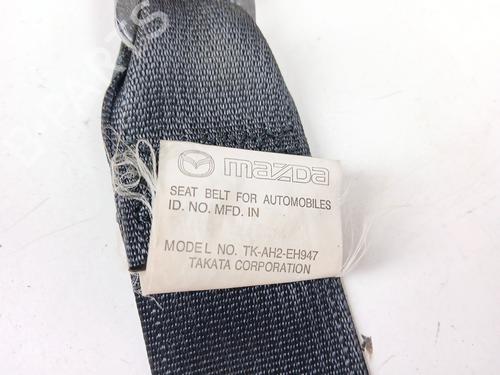 mazda
SEAT BELT FOR AUTOMOBILES
ID. NO. MFD. IN
MODEL NO. TK-AH2-EH947
TAKATA CORPORATION